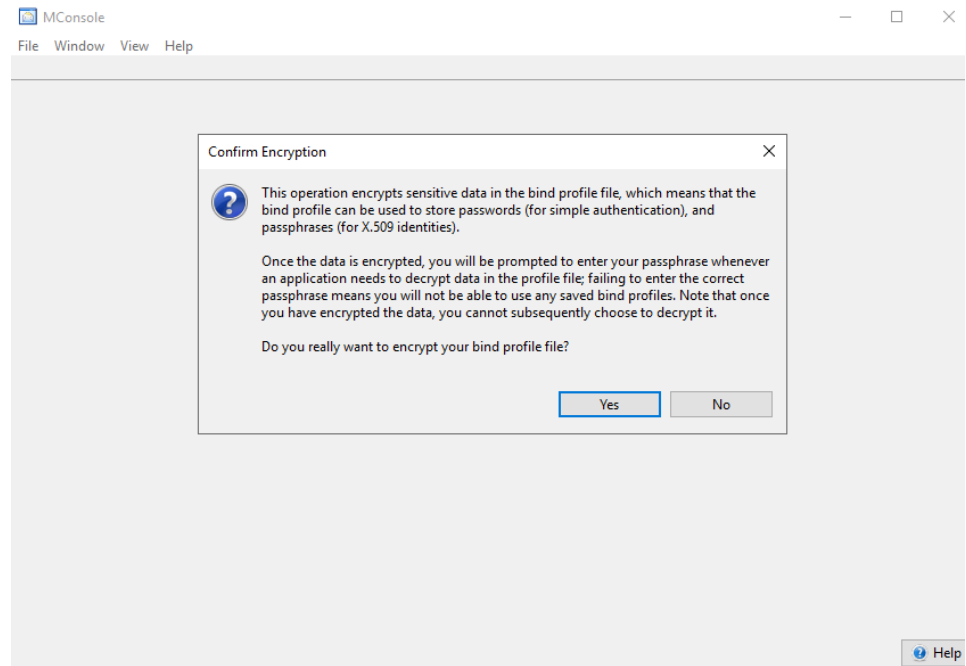 MConsole
File Window View Help
Confirm Encryption
This operation encrypts sensitive data in the bind profile file, which means that the
bind profile can be used to store passwords (for simple authentication), and
passphrases (for X.509 identities).
Once the data is encrypted, you will be prompted to enter your passphrase whenever
an application needs to decrypt data in the profile file; failing to enter the correct
passphrase means you will not be able to use any saved bind profiles. Note that once
you have encrypted the data, you cannot subsequently choose to decrypt it.
Do you really want to encrypt your bind profile file?
Yes No
Help